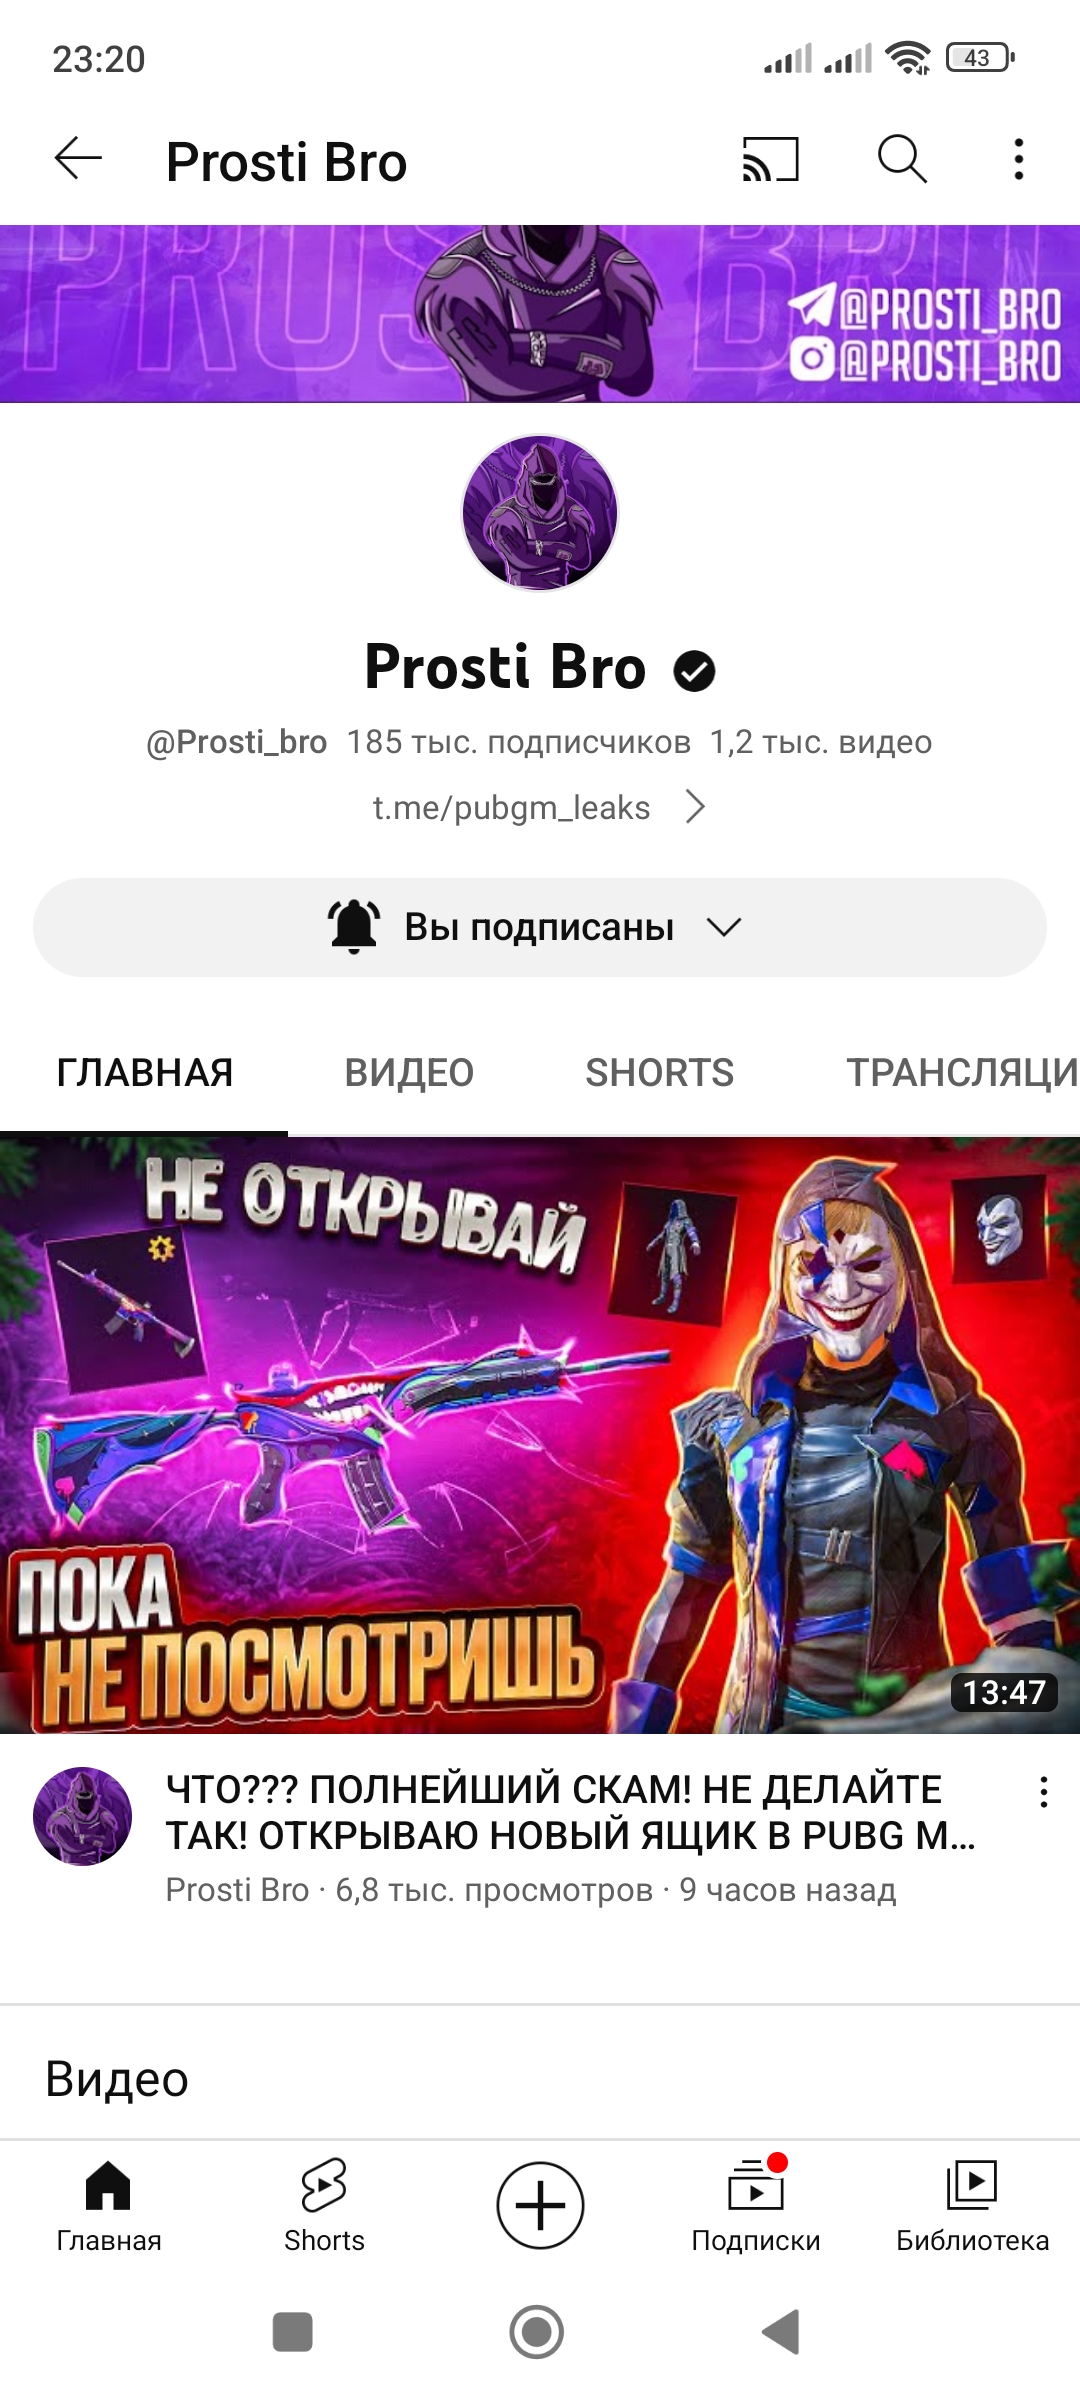 23:20
43
Prosti Bro
PROSTI BRO
@PROSTI_BRO
@PROSTI_BRO
Prosti Bro
@Prosti_bro 185 тыс. подписчиков 1,2 тыс. видео
t.me/pubgm_leaks
Вы подписаны
ГЛАВНАЯ ВИДЕО SHORTS ТРАНСЛЯЦИ
НЕ ОТКРЫВАЙ
ПОКА
НЕ ПОСМОТРИШЬ
13:47
ЧТО??? ПОЛНЕЙШИЙ СКАМ! НЕ ДЕЛАЙТЕ
ТАК! ОТКРЫВАЮ НОВЫЙ ЯЩИК В PUBG M...
Prosti Bro · 6,8 тыс. просмотров · 9 часов назад
Видео
Главная Shorts Подписки Библиотека